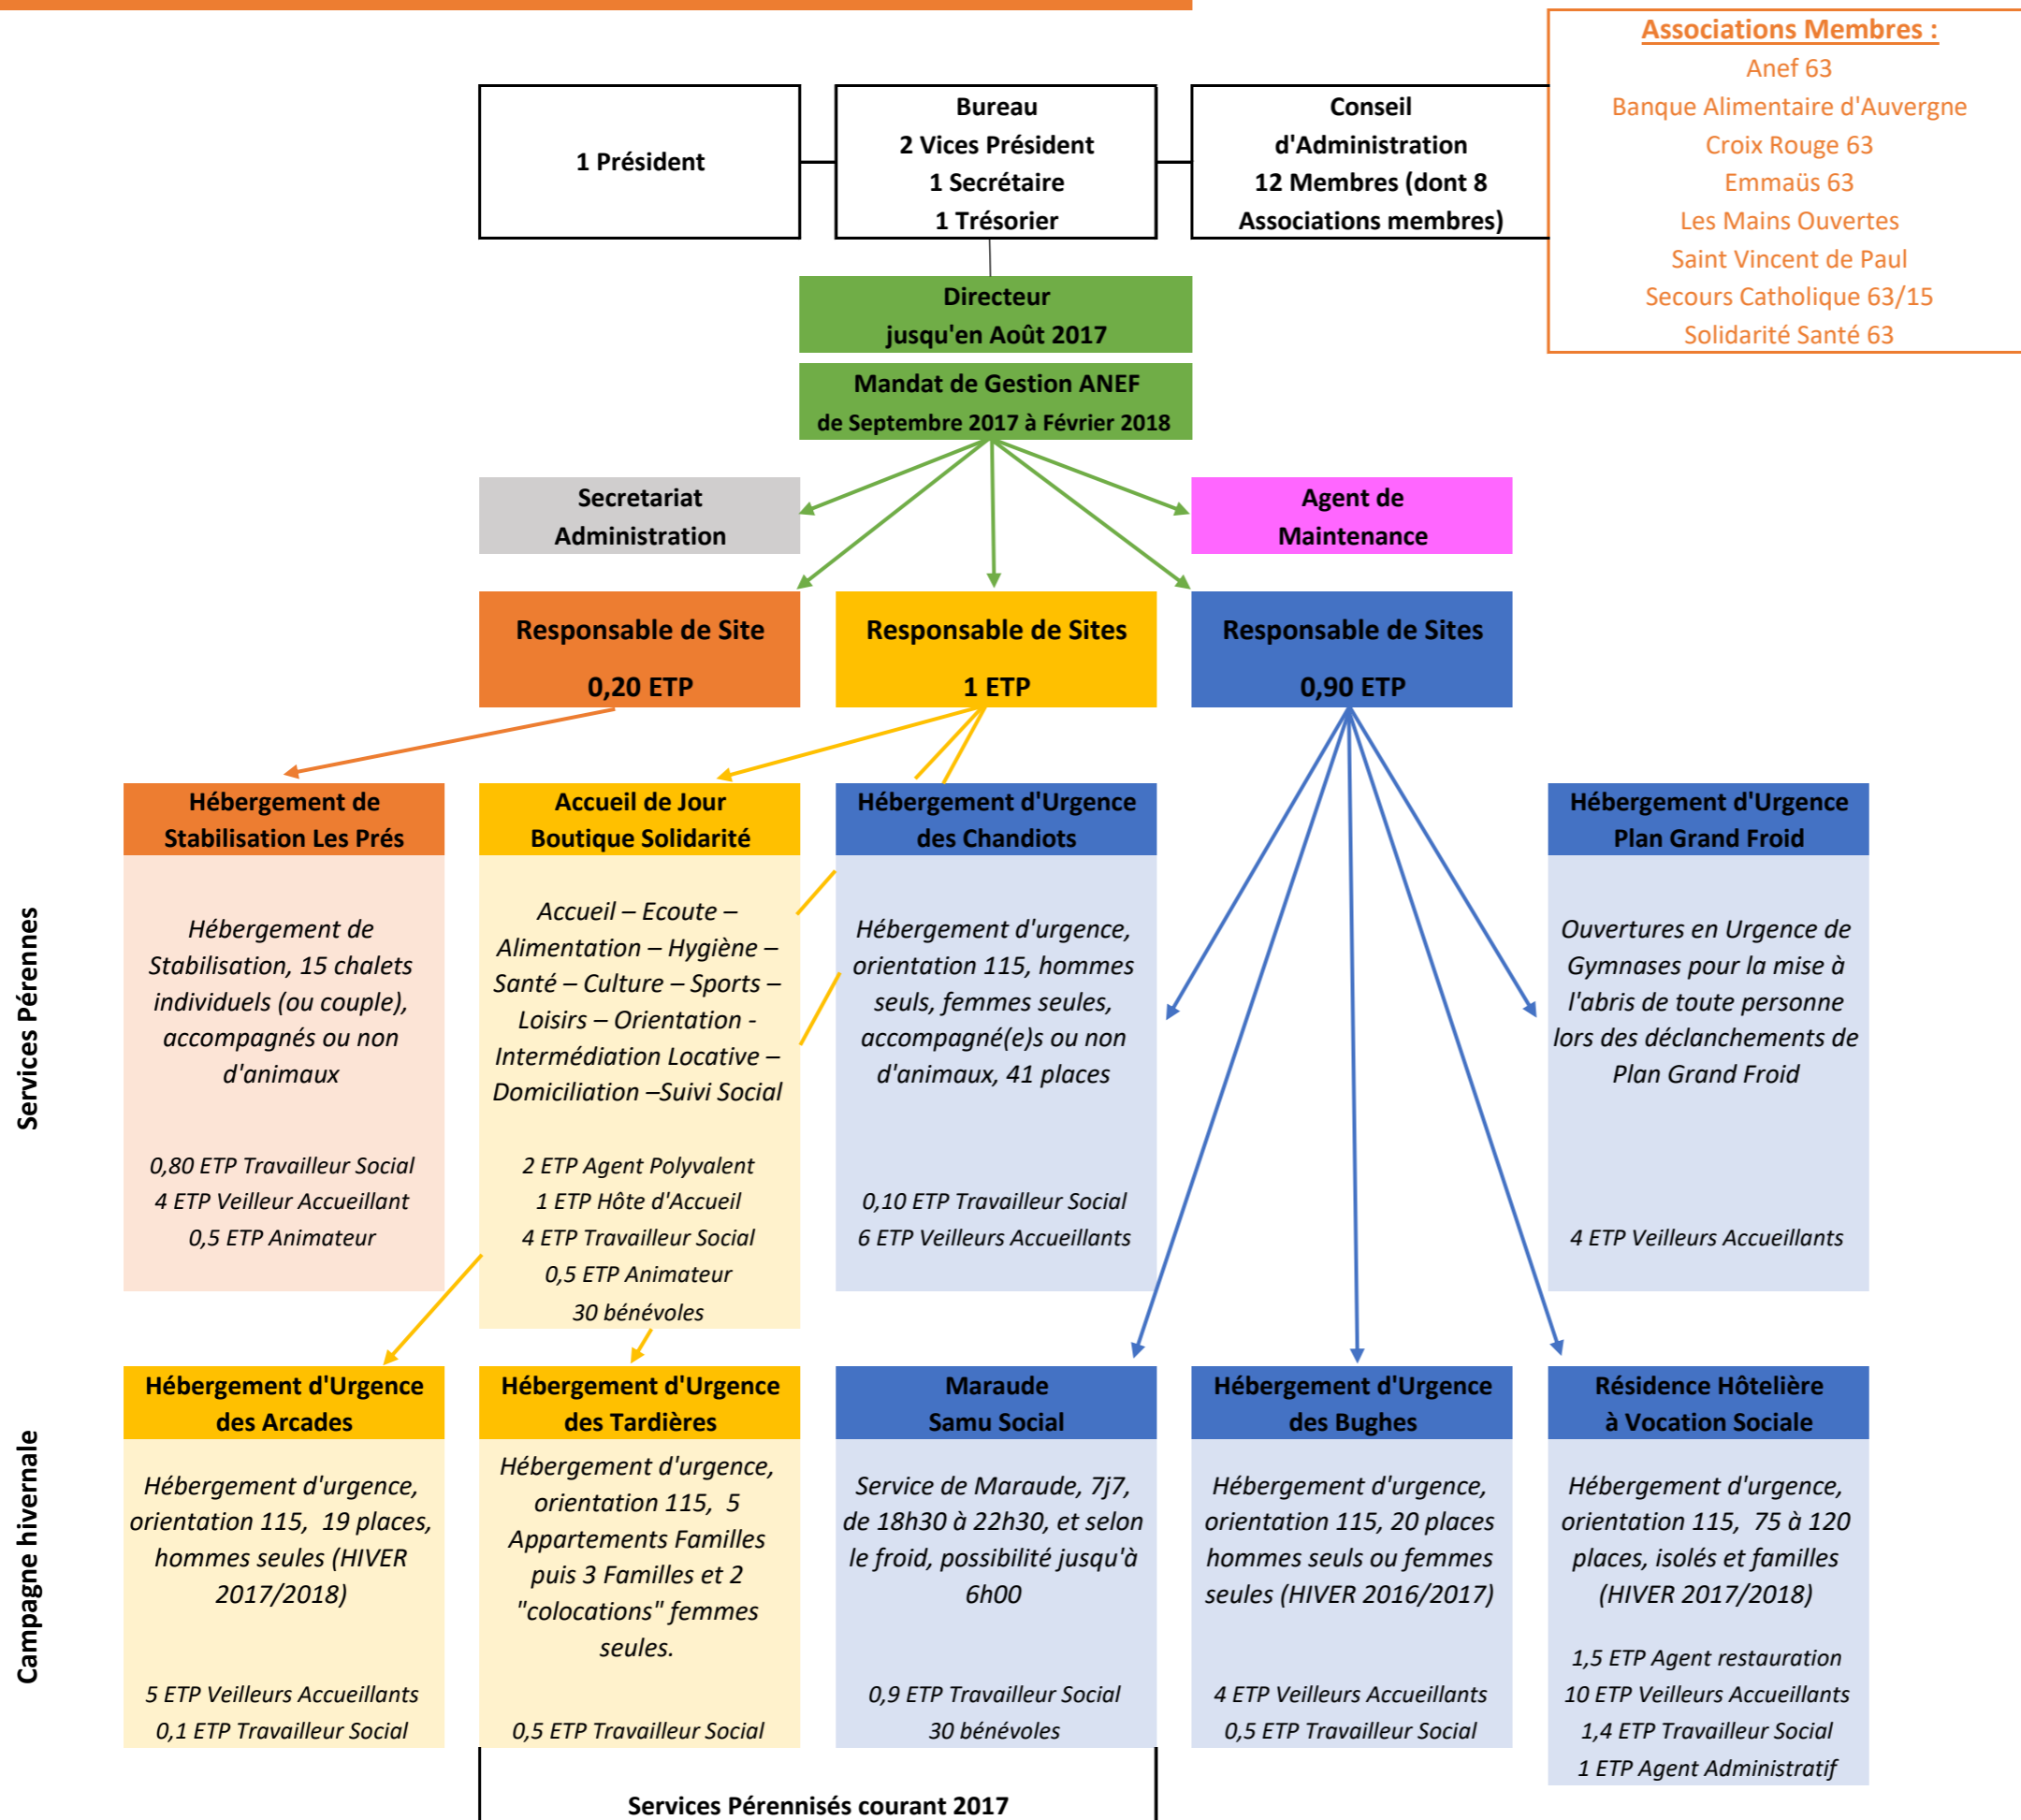 Associations Membres :
Anef 63
Banque Alimentaire d'Auvergne
Croix Rouge 63
Emmaüs 63
Les Mains Ouvertes
Saint Vincent de Paul
Secours Catholique 63/15
Solidarité Santé 63
1 Président
Bureau
2 Vices Président
1 Secrétaire
1 Trésorier
Conseil
d'Administration
12 Membres (dont 8
Associations membres)
Directeur
jusqu'en Août 2017
Mandat de Gestion ANEF
de Septembre 2017 à Février 2018
Secretariat
Administration
Agent de
Maintenance
Responsable de Site
0,20 ETP
Responsable de Sites
1 ETP
Responsable de Sites
0,90 ETP
Services Pérennes
Hébergement de
Stabilisation Les Prés
Hébergement de
Stabilisation, 15 chalets
individuels (ou couple),
accompagnés ou non
d'animaux
0,80 ETP Travailleur Social
4 ETP Veilleur Accueillant
0,5 ETP Animateur
Accueil de Jour
Boutique Solidarité
Accueil – Ecoute –
Alimentation – Hygiène –
Santé – Culture – Sports –
Loisirs – Orientation -
Intermédiation Locative –
Domiciliation –Suivi Social
2 ETP Agent Polyvalent
1 ETP Hôte d'Accueil
4 ETP Travailleur Social
0,5 ETP Animateur
30 bénévoles
Hébergement d'Urgence
des Chandiots
Hébergement d'urgence,
orientation 115, hommes
seuls, femmes seules,
accompagné(e)s ou non
d'animaux, 41 places
0,10 ETP Travailleur Social
6 ETP Veilleurs Accueillants
Hébergement d'Urgence
Plan Grand Froid
Ouvertures en Urgence de
Gymnases pour la mise à
l'abris de toute personne
lors des déclanchements de
Plan Grand Froid
4 ETP Veilleurs Accueillants
Campagne hivernale
Hébergement d'Urgence
des Arcades
Hébergement d'urgence,
orientation 115,  19 places,
hommes seules (HIVER
2017/2018)
5 ETP Veilleurs Accueillants
0,1 ETP Travailleur Social
Hébergement d'Urgence
des Tardières
Hébergement d'urgence,
orientation 115,  5
Appartements Familles
puis 3 Familles et 2
"colocations" femmes
seules.
0,5 ETP Travailleur Social
Maraude
Samu Social
Service de Maraude, 7j7,
de 18h30 à 22h30, et selon
le froid, possibilité jusqu'à
6h00
0,9 ETP Travailleur Social
30 bénévoles
Hébergement d'Urgence
des Bughes
Hébergement d'urgence,
orientation 115, 20 places
hommes seuls ou femmes
seules (HIVER 2016/2017)
4 ETP Veilleurs Accueillants
0,5 ETP Travailleur Social
Résidence Hôtelière
à Vocation Sociale
Hébergement d'urgence,
orientation 115,  75 à 120
places, isolés et familles
(HIVER 2017/2018)
1,5 ETP Agent restauration
10 ETP Veilleurs Accueillants
1,4 ETP Travailleur Social
1 ETP Agent Administratif
Services Pérennisés courant 2017